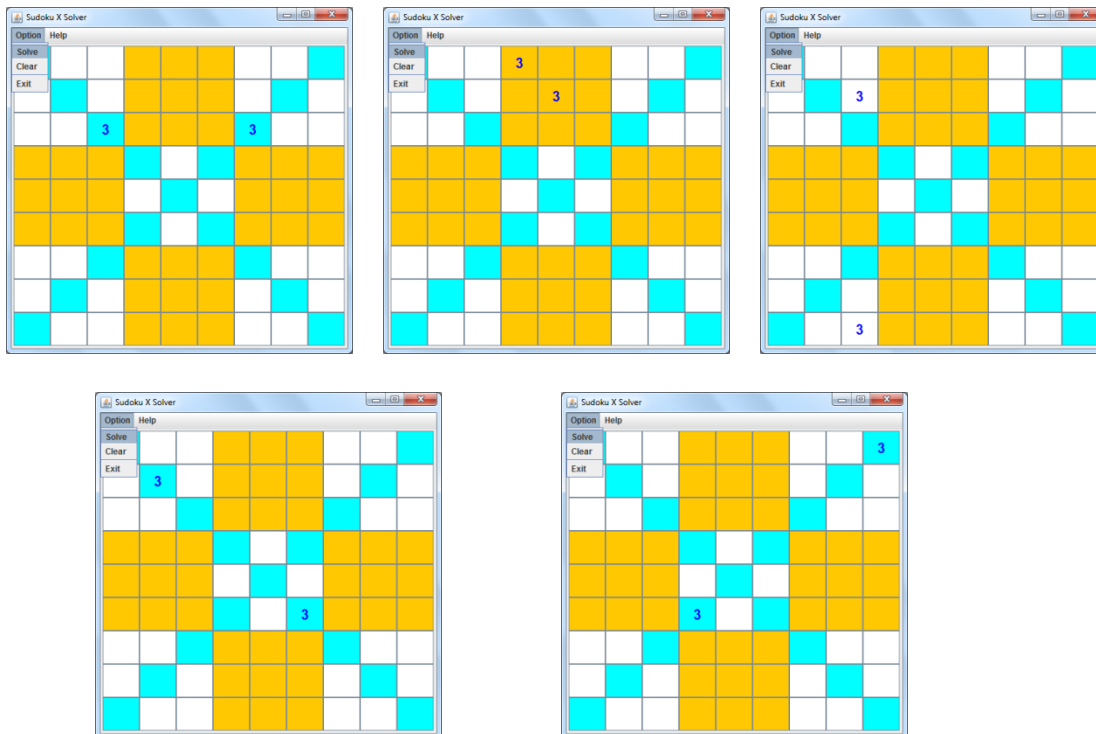 Sudoku X Solver
Option Help
Solve
Clear
Exit
3 3
Sudoku X Solver
Option Help
Solve
Clear
Exit
3
3
Sudoku X Solver
Option Help
Solve
Clear
Exit
3
3
Sudoku X Solver
Option Help
Solve
Clear
Exit
3
3
Sudoku X Solver
Option Help
Solve
Clear
Exit
3
3